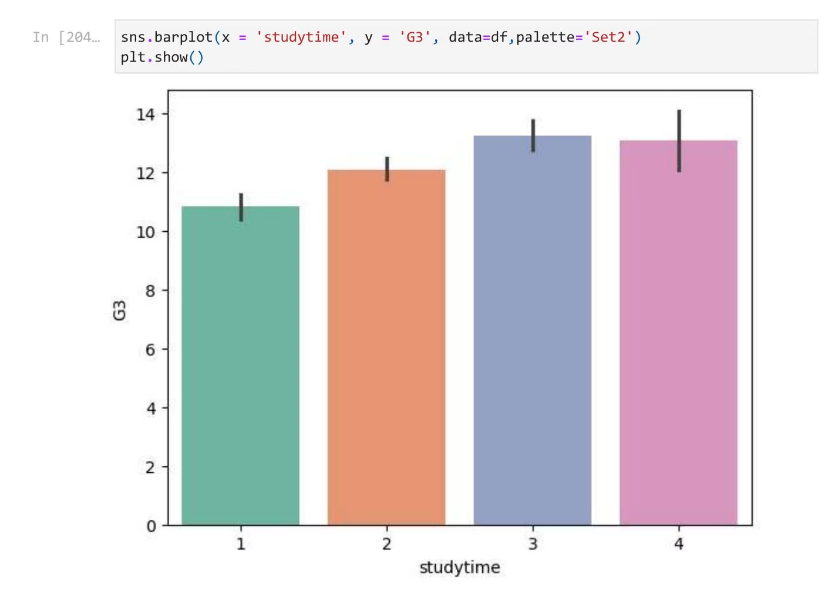 In [204…
sns.barplot(x = 'studytime', y = 'G3', data=df,palette='Set2')
plt.show()
14
12
10
8
6
4
2
0
G3
1 2 3 4
studytime